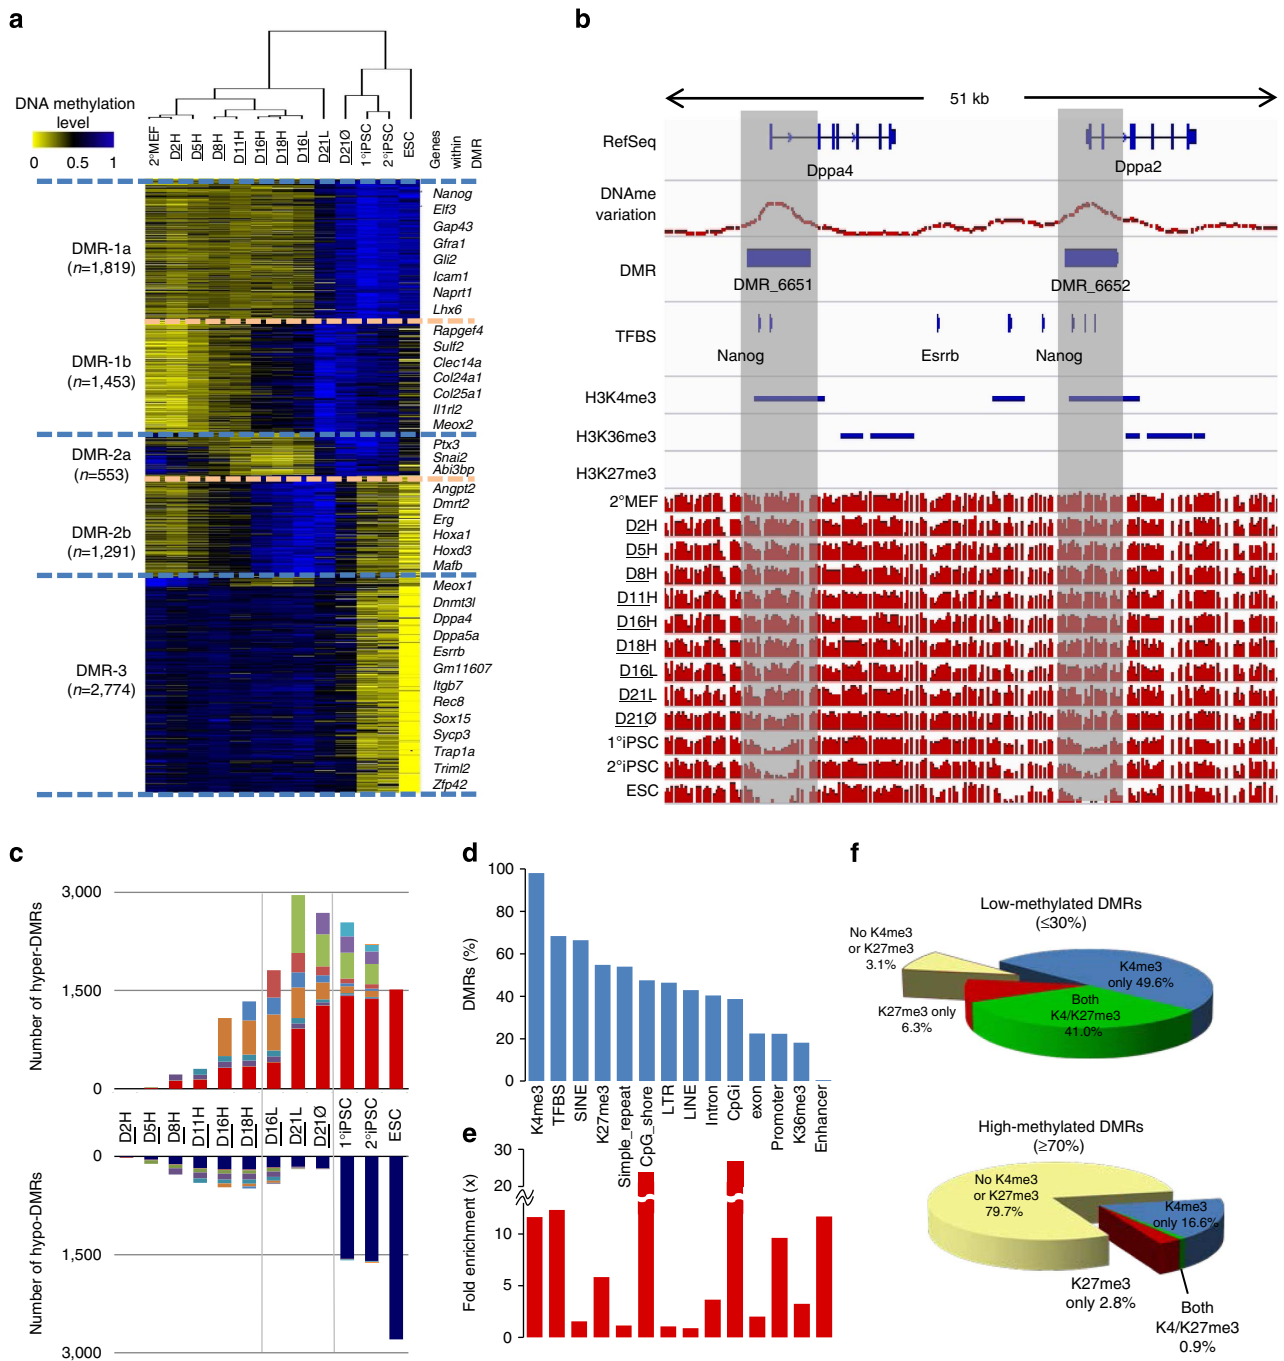 a
DNA methylation
level
0 0.5 1
2°MEF
D2H
D5H
D8H
D11H
D16H
D18H
D16L
D21L
D21Ø
1°iPSC
2°iPSC
ESC
Genes
within
DMR
DMR-1a
(n=1,819)
Nanog
Elf3
Gap43
Gfra1
Gli2
Icam1
Naprt1
Lhx6
DMR-1b
(n=1,453)
Rapgef4
Sulf2
Clec14a
Col24a1
Col25a1
Il1rl2
Meox2
DMR-2a
(n=553)
Ptx3
Snai2
Abi3bp
DMR-2b
(n=1,291)
Angpt2
Dmrt2
Erg
Hoxa1
Hoxd3
Mafb
DMR-3
(n=2,774)
Meox1
Dnmt3l
Dppa4
Dppa5a
Esrrb
Gm11607
Itgb7
Rec8
Sox15
Sycp3
Trap1a
Triml2
Zfp42
b
51 kb
RefSeq
Dppa4
Dppa2
DNAme
variation
DMR
DMR_6651
DMR_6652
TFBS
Nanog
Esrrb
Nanog
H3K4me3
H3K36me3
H3K27me3
2°MEF
D2H
D5H
D8H
D11H
D16H
D18H
D16L
D21L
D21Ø
1°iPSC
2°iPSC
ESC
c
Number of hyper-DMRs
3,000
1,500
0
D2H
D5H
D8H
D11H
D16H
D18H
D16L
D21L
D21Ø
1°iPSC
2°iPSC
ESC
Number of hypo-DMRs
0
1,500
3,000
d
DMRs (%)
100
80
60
40
20
0
K4me3
TFBS
SINE
K27me3
Simple_repeat
CpG_shore
LTR
LINE
Intron
CpGi
exon
Promoter
K36me3
Enhancer
e
Fold enrichment (x)
30
20
10
5
0
f
Low-methylated DMRs
(≤30%)
No K4me3
or K27me3
3.1%
K4me3
only 49.6%
K27me3 only
6.3%
Both
K4/K27me3
41.0%
High-methylated DMRs
(≥70%)
No K4me3
or K27me3
79.7%
K4me3
only 16.6%
K27me3
only 2.8%
Both
K4/K27me3
0.9%